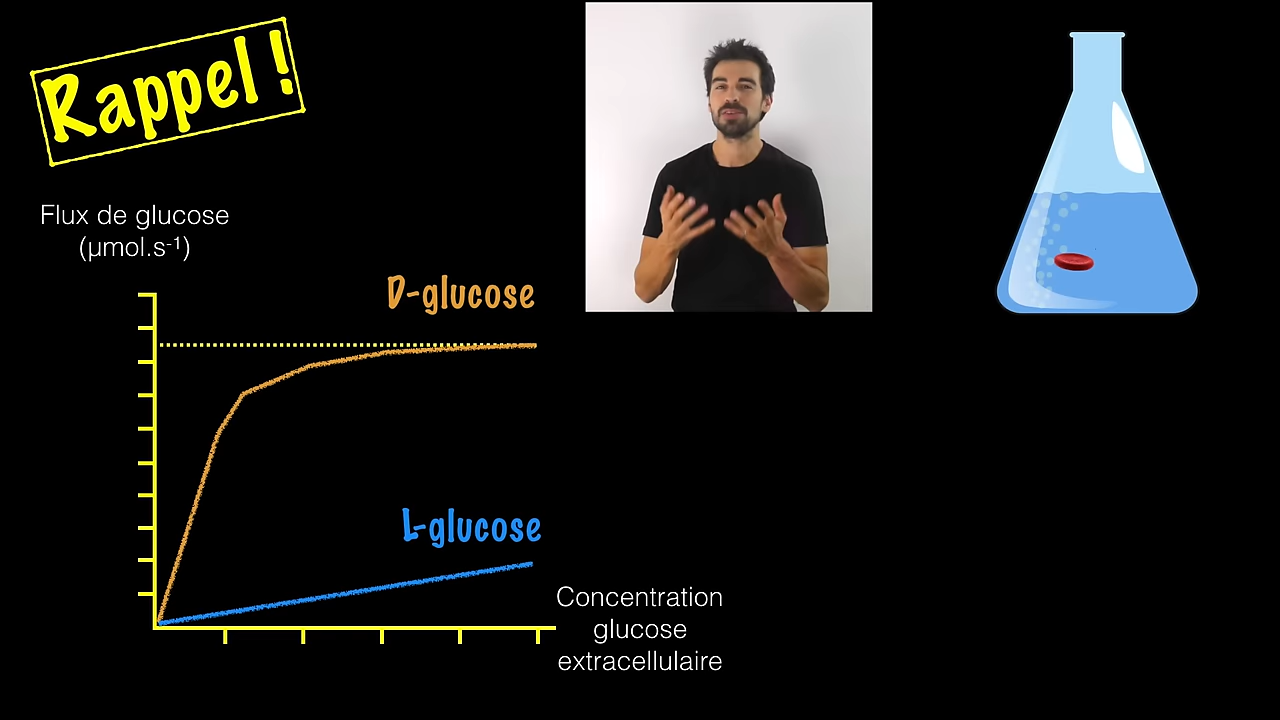 Rappel !
Flux de glucose
(µmol.s-1)
D-glucose
L-glucose
Concentration
glucose
extracellulaire